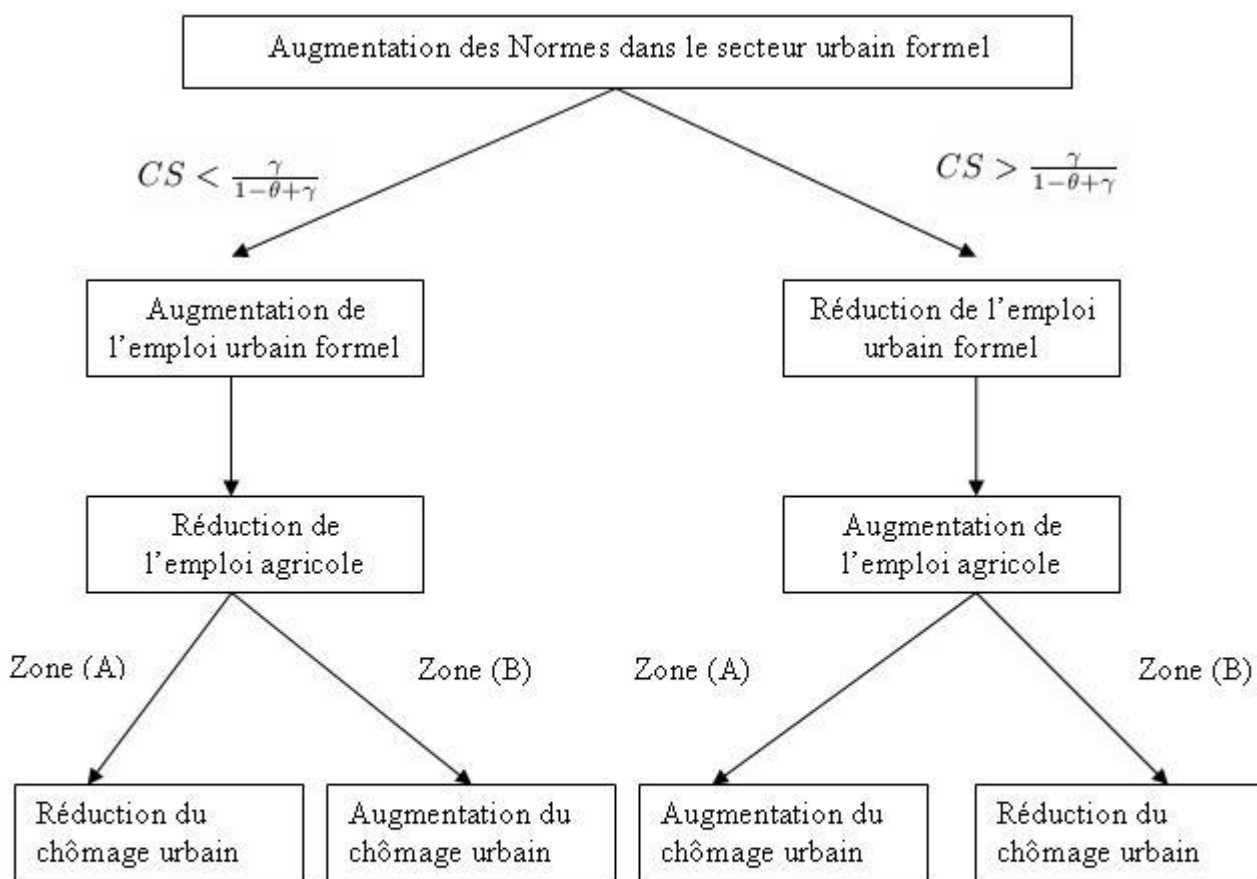 Augmentation des Normes dans le secteur urbain formel
CS < γ/(1−θ+γ)
CS > γ/(1−θ+γ)
Augmentation de
l’emploi urbain formel
Réduction de l’emploi
urbain formel
Réduction de
l’emploi agricole
Augmentation de
l’emploi agricole
Zone (A)
Zone (B)
Zone (A)
Zone (B)
Réduction du
chômage urbain
Augmentation du
chômage urbain
Augmentation du
chômage urbain
Réduction du
chômage urbain